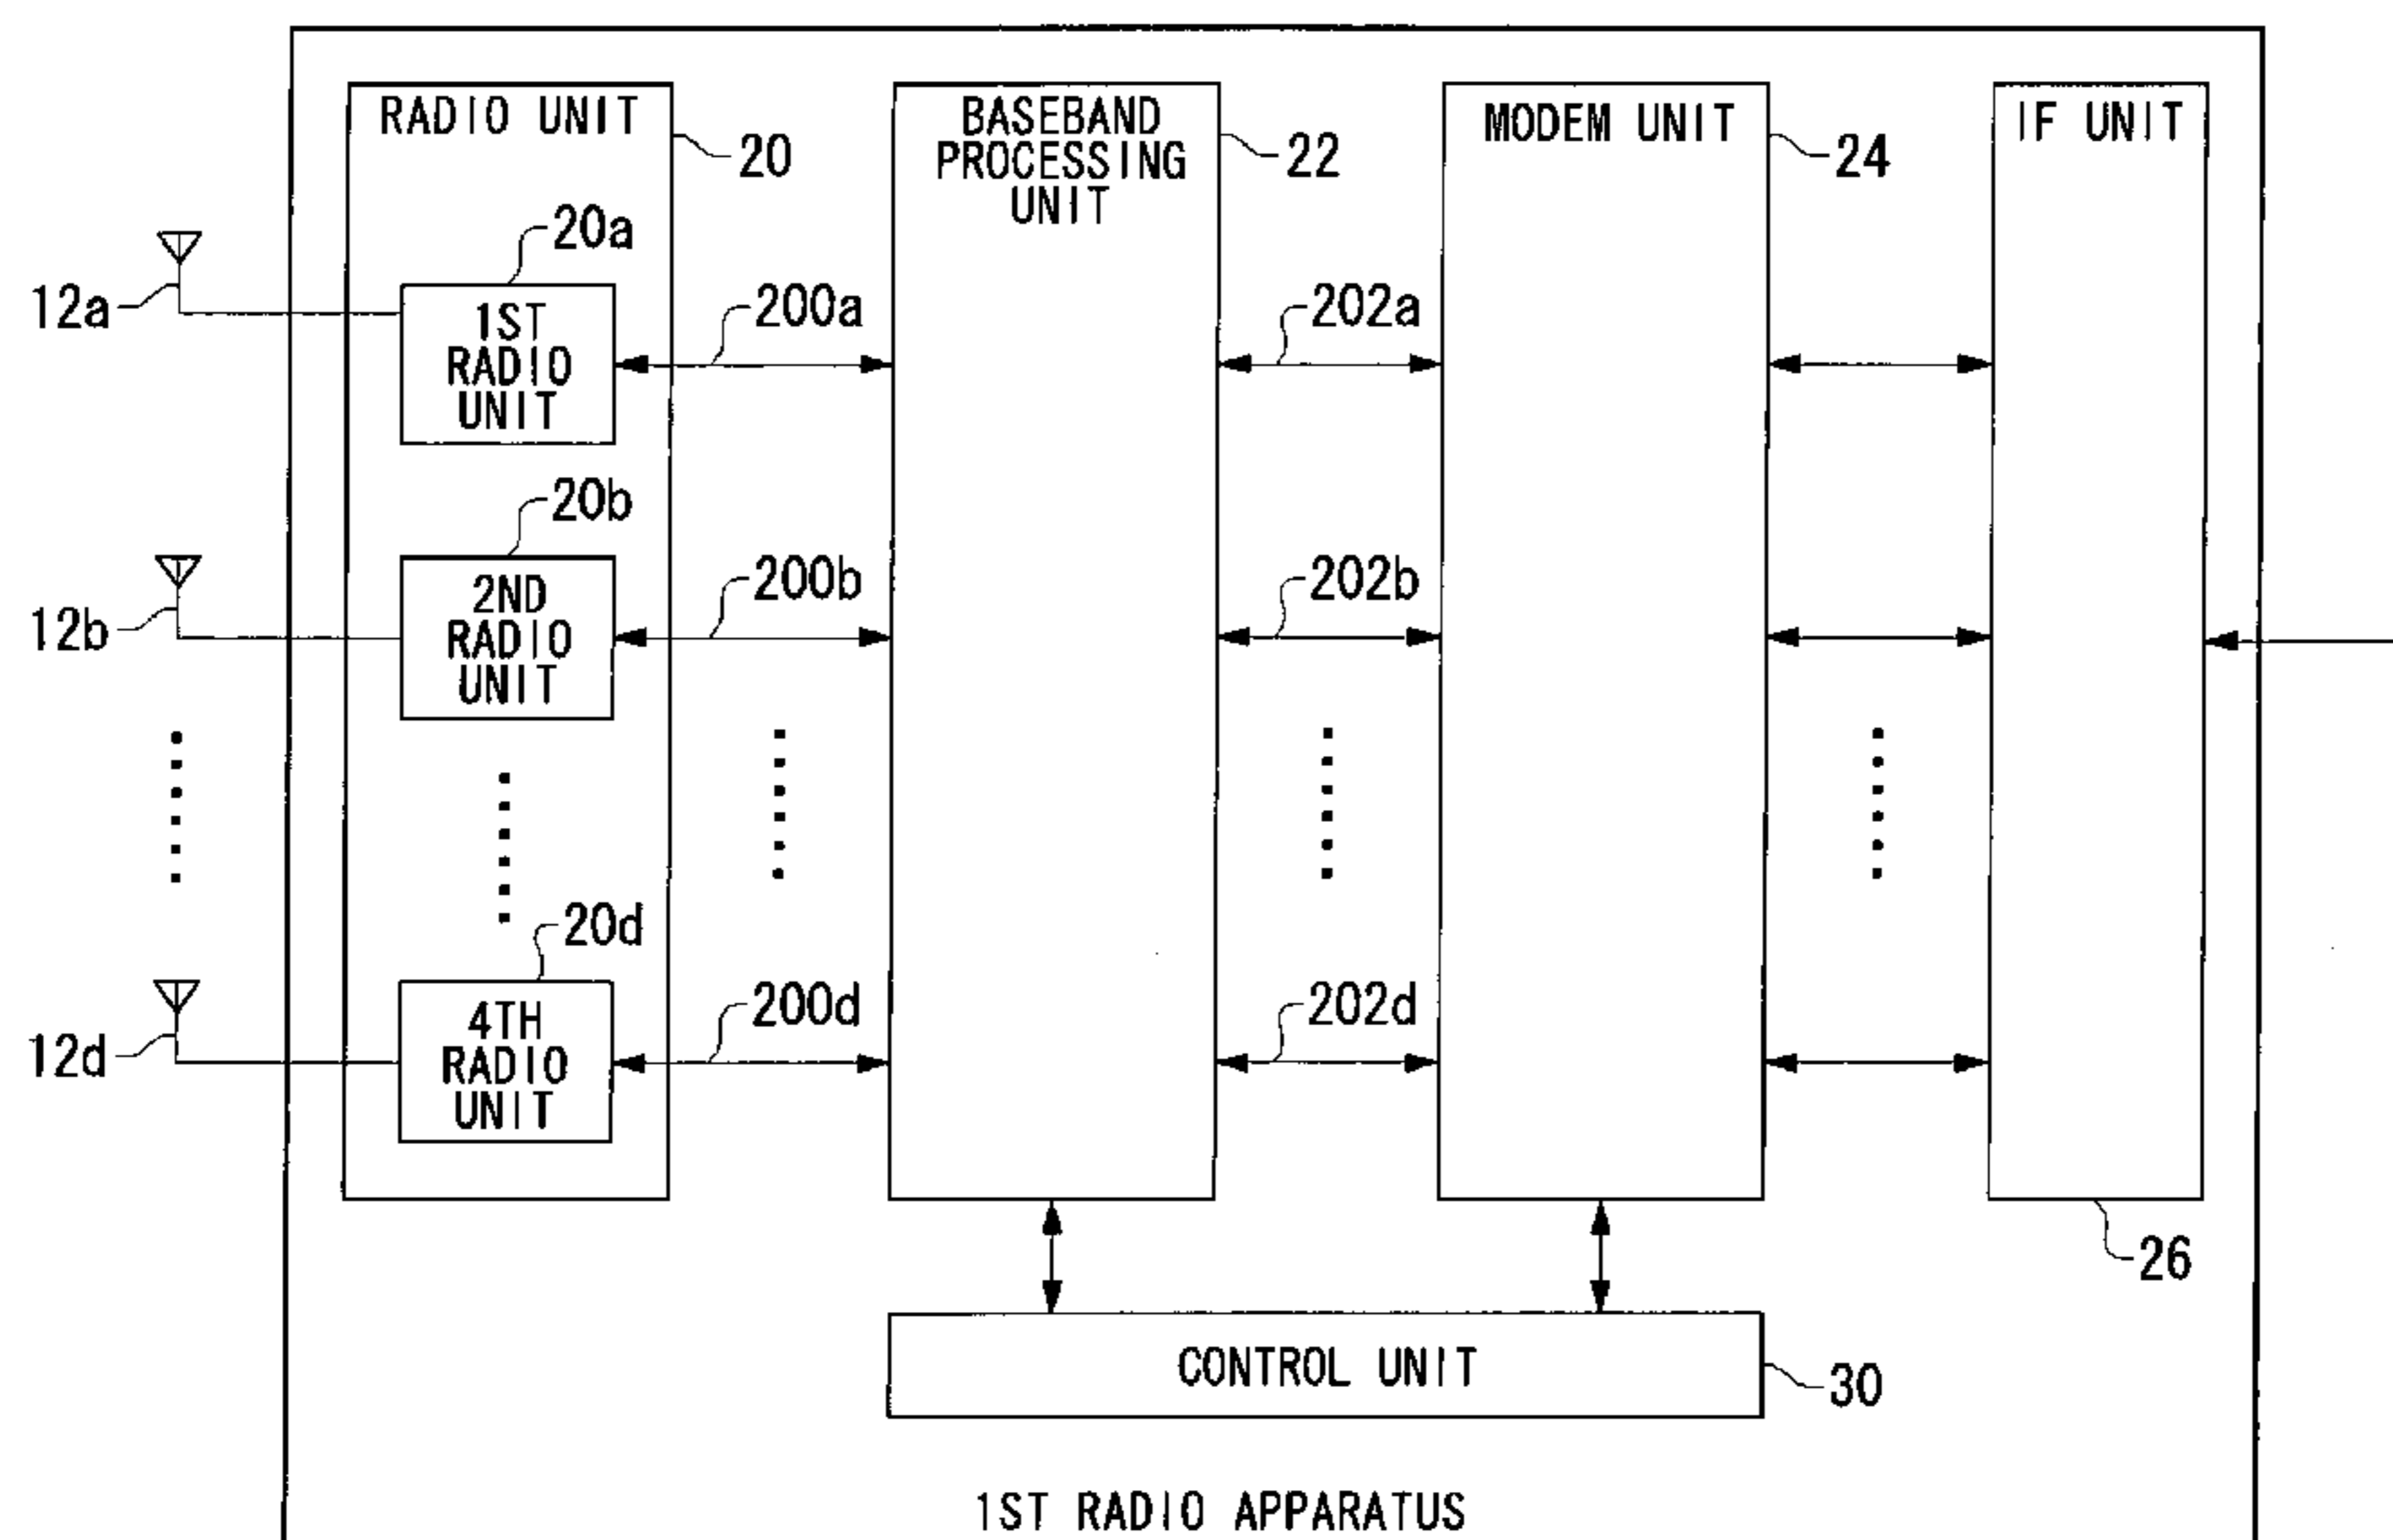 RADIO UNIT
20
BASEBAND
PROCESSING
UNIT
22
MODEM UNIT
24
IF UNIT
20a
12a
1ST
RADIO
UNIT
200a
202a
20b
12b
2ND
RADIO
UNIT
200b
202b
20d
12d
4TH
RADIO
UNIT
200d
202d
26
CONTROL UNIT
30
1ST RADIO APPARATUS